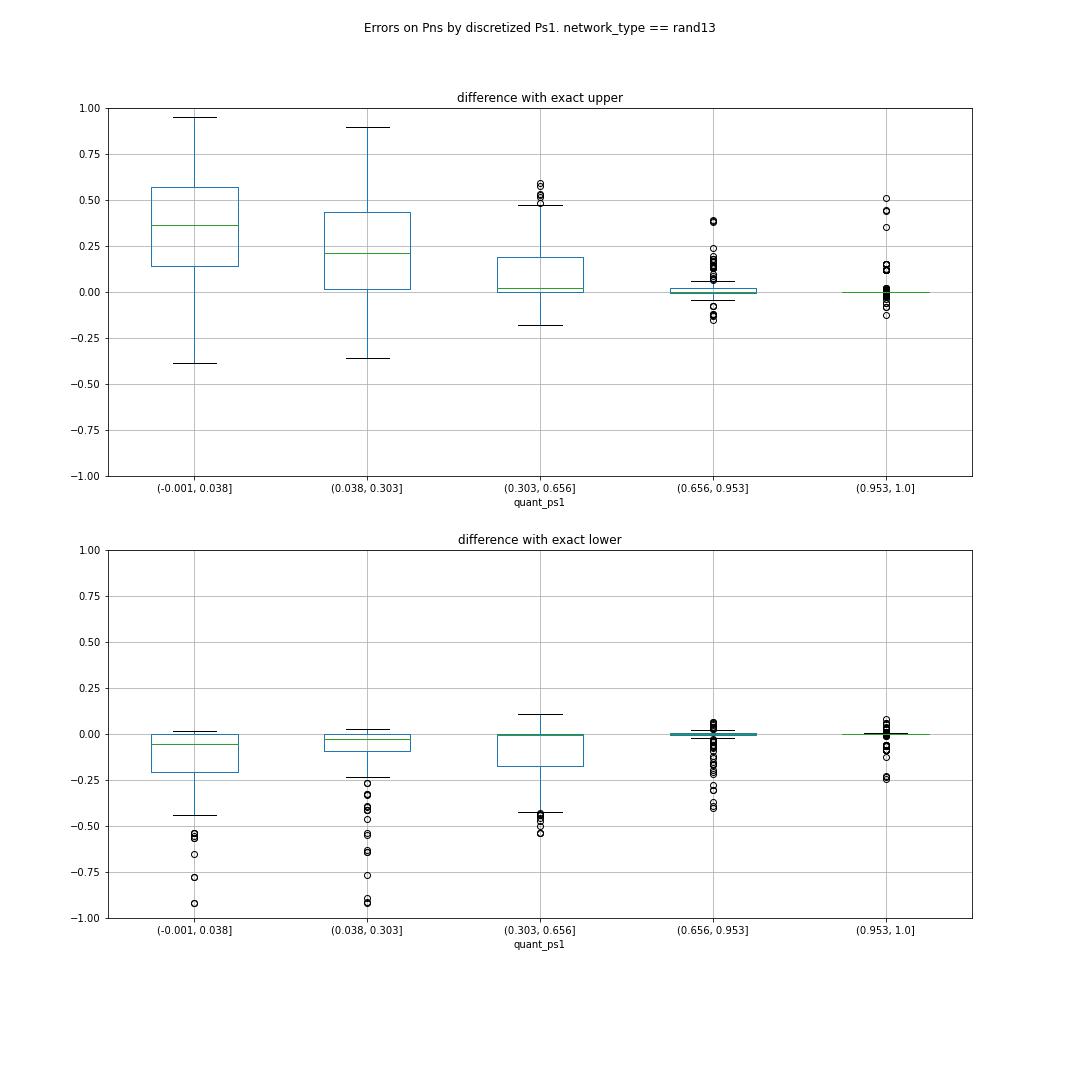 Errors on Pns by discretized Ps1. network_type == rand13
difference with exact upper
1.00
0.75
0.50
0.25
0.00
−0.25
−0.50
−0.75
−1.00
(-0.001, 0.038] (0.038, 0.303] (0.303, 0.656] (0.656, 0.953] (0.953, 1.0]
quant_ps1
difference with exact lower
1.00
0.75
0.50
0.25
0.00
−0.25
−0.50
−0.75
−1.00
(-0.001, 0.038] (0.038, 0.303] (0.303, 0.656] (0.656, 0.953] (0.953, 1.0]
quant_ps1